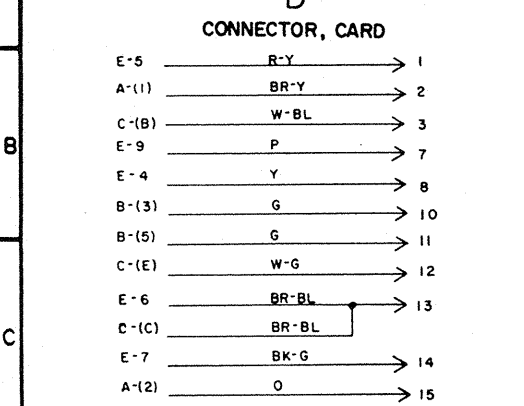 D
CONNECTOR, CARD
E-5 R-Y 1
A-(1) BR-Y 2
C-(B) W-BL 3
B
E-9 P 7
E-4 Y 8
B-(3) G 10
B-(5) G 11
C-(E) W-G 12
E-6 BR-BL 13
C
C-(C) BR-BL
E-7 BK-G 14
A-(2) O 15